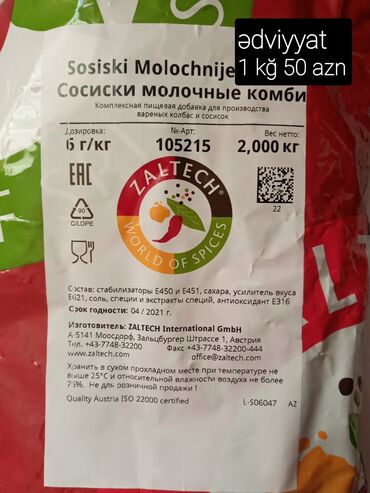 ədviyyat
1 kğ 50 azn
Sosiski Molochnije
Сосиски молочные комби
Комплексная пищевая добавка для производства
вареных колбас и сосисок
Дозировка: №-Арт: Вес нетто:
6 г/кг 105215 2,000 кг
EAC
ZALTECH®
WORLD OF SPICES
90
C/LDPE
22
Состав: стабилизаторы E450 и E451, сахара, усилитель вкуса
E621, соль, специи и экстракты специй, антиоксидант E316
Срок годности: 04 / 2021 г.
Изготовитель: ZALTECH International GmbH
A 5141 Моосдорф, Зальцбургер Штрассе 1, Австрия
Тел. +43-7748-32200 Факс +43-7748-32200-444
www.zaltech.com office@zaltech.com
Хранить в сухом прохладном месте при температуре не
выше 25°C и относительной влажности воздуха не более
75%. Не для розничной продажи !
Quality Austria ISO 22000 certified L-S06047 AZ